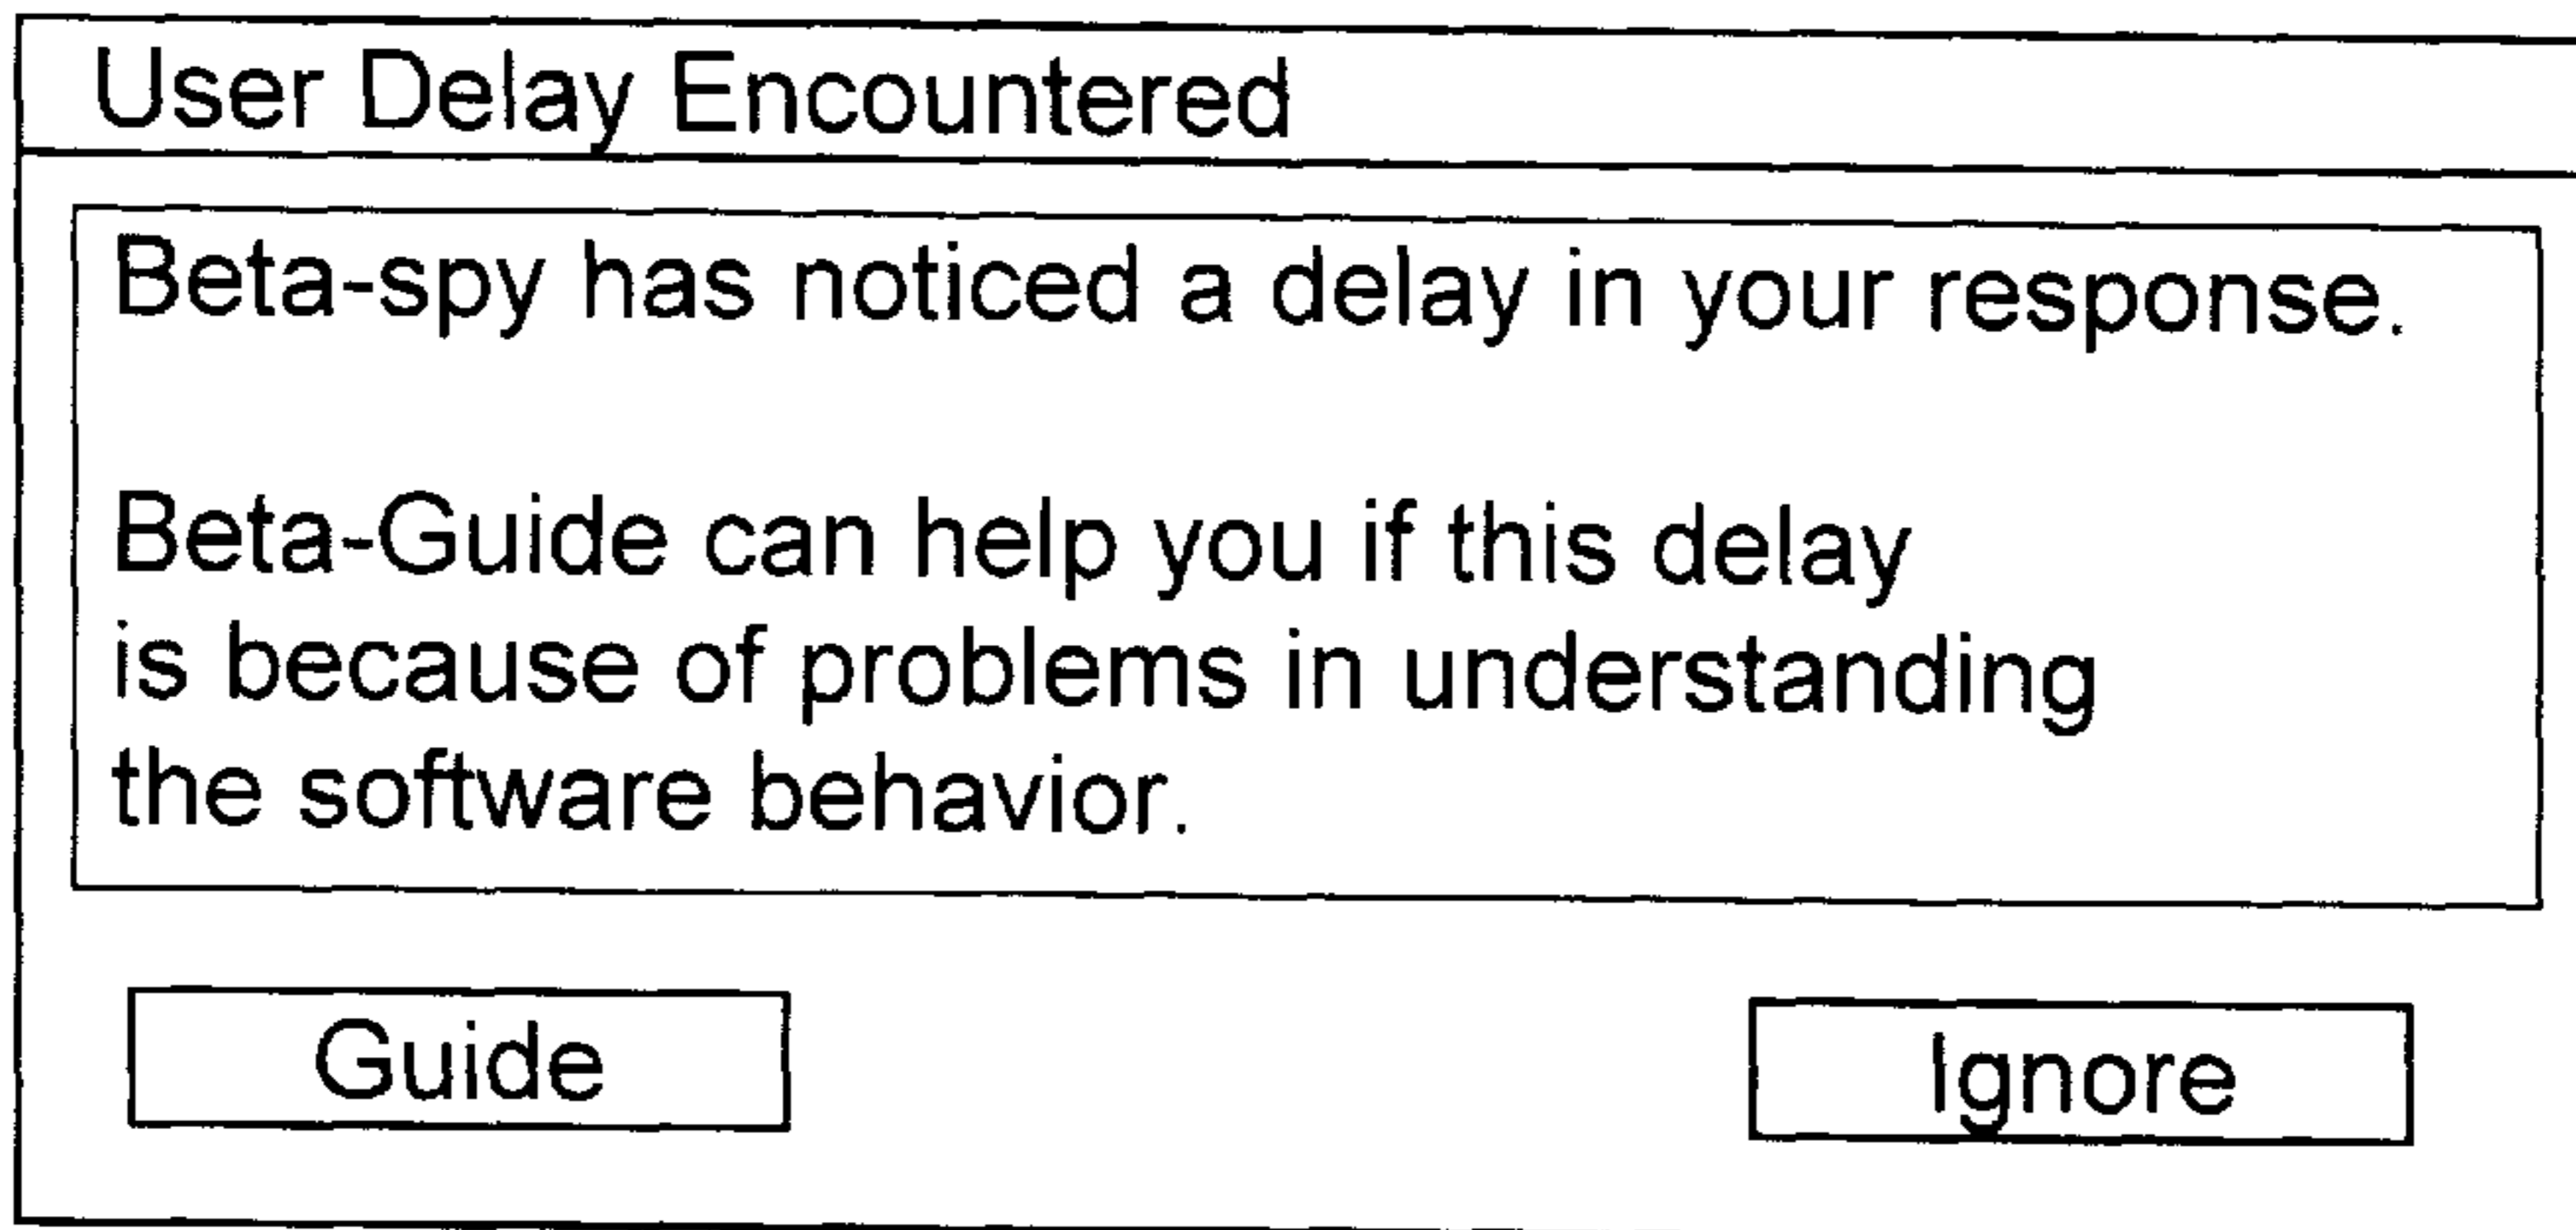 User Delay Encountered
Beta-spy has noticed a delay in your response.
Beta-Guide can help you if this delay
is because of problems in understanding
the software behavior.
Guide
Ignore